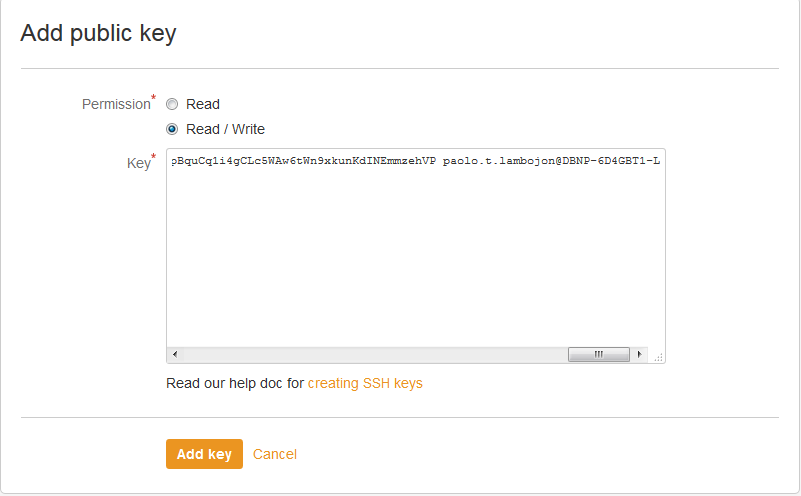 Add public key
Permission*
Read
Read / Write
Key*
pBquCq1i4gCLc5WAw6tWn9xkunKdINEmmzehVP paolo.t.lambojon@DBNP-6D4GBT1-L
Read our help doc for creating SSH keys
Add key Cancel